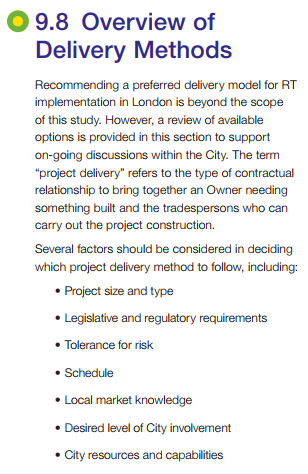 9.8 Overview of
Delivery Methods
Recommending a preferred delivery model for RT
implementation in London is beyond the scope
of this study. However, a review of available
options is provided in this section to support
on-going discussions within the City. The term
“project delivery” refers to the type of contractual
relationship to bring together an Owner needing
something built and the tradespersons who can
carry out the project construction.
Several factors should be considered in deciding
which project delivery method to follow, including:
• Project size and type
• Legislative and regulatory requirements
• Tolerance for risk
• Schedule
• Local market knowledge
• Desired level of City involvement
• City resources and capabilities